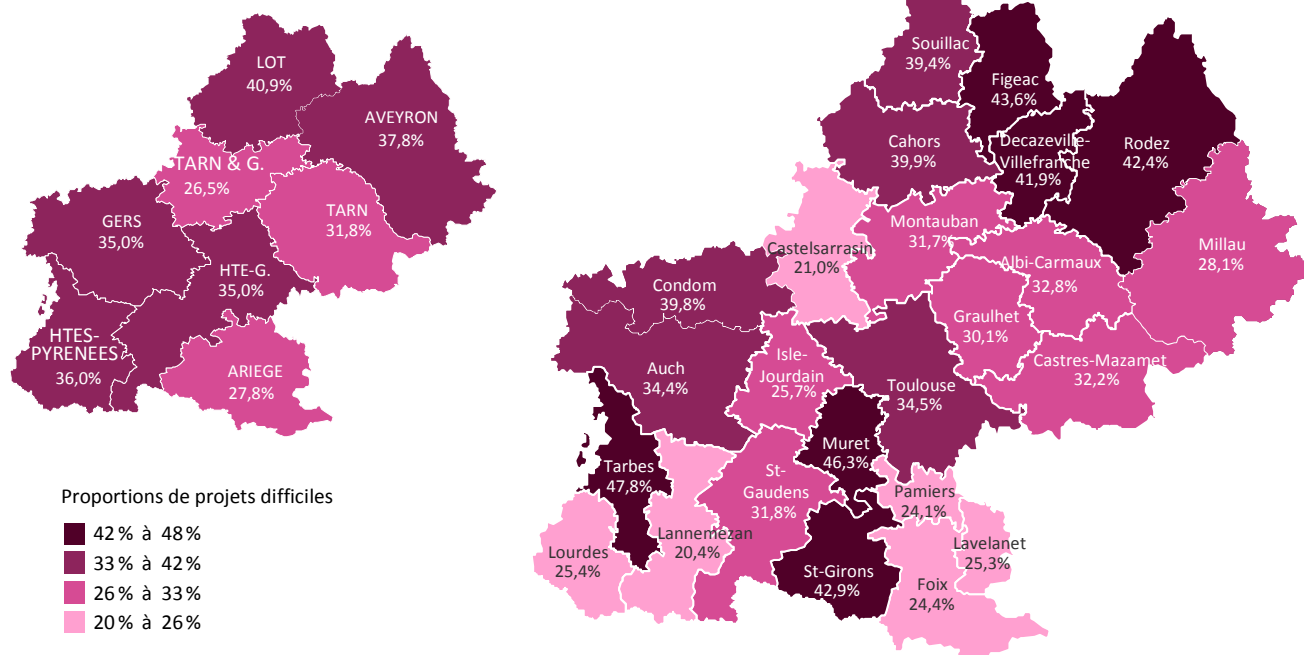 LOT
40,9%
AVEYRON
37,8%
TARN & G.
26,5%
TARN
31,8%
GERS
35,0%
HTE-G.
35,0%
HTES-
PYRENEES
36,0%
ARIEGE
27,8%
Proportions de projets difficiles
42 % à 48 %
33 % à 42 %
26 % à 33 %
20 % à 26 %
Souillac
39,4%
Figeac
43,6%
Cahors
39,9%
Decazeville-
Villefranche
41,9%
Rodez
42,4%
Castelsarrasin
21,0%
Montauban
31,7%
Albi-Carmaux
32,8%
Millau
28,1%
Condom
39,8%
Graulhet
30,1%
Auch
34,4%
Isle-
Jourdain
25,7%
Toulouse
34,5%
Castres-Mazamet
32,2%
Muret
46,3%
Tarbes
47,8%
St-
Gaudens
31,8%
Pamiers
24,1%
Lourdes
25,4%
Lannemezan
20,4%
St-Girons
42,9%
Lavelanet
25,3%
Foix
24,4%